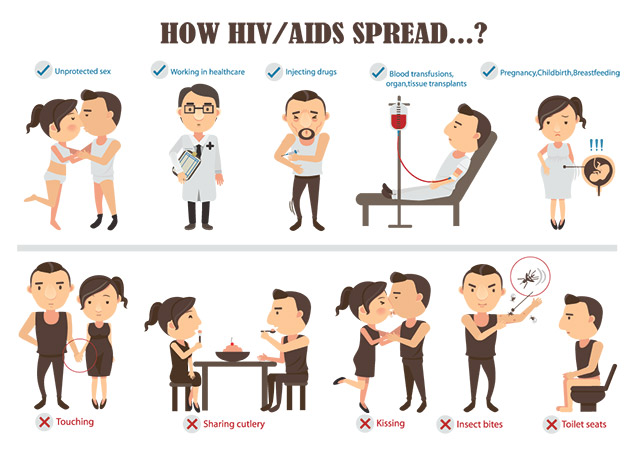 HOW HIV/AIDS SPREAD...?
Unprotected sex
Working in healthcare
Injecting drugs
Blood transfusions,
organ,tissue transplants
Pregnancy,Childbirth,Breastfeeding
!!!
Touching
Sharing cutlery
Kissing
Insect bites
Toilet seats